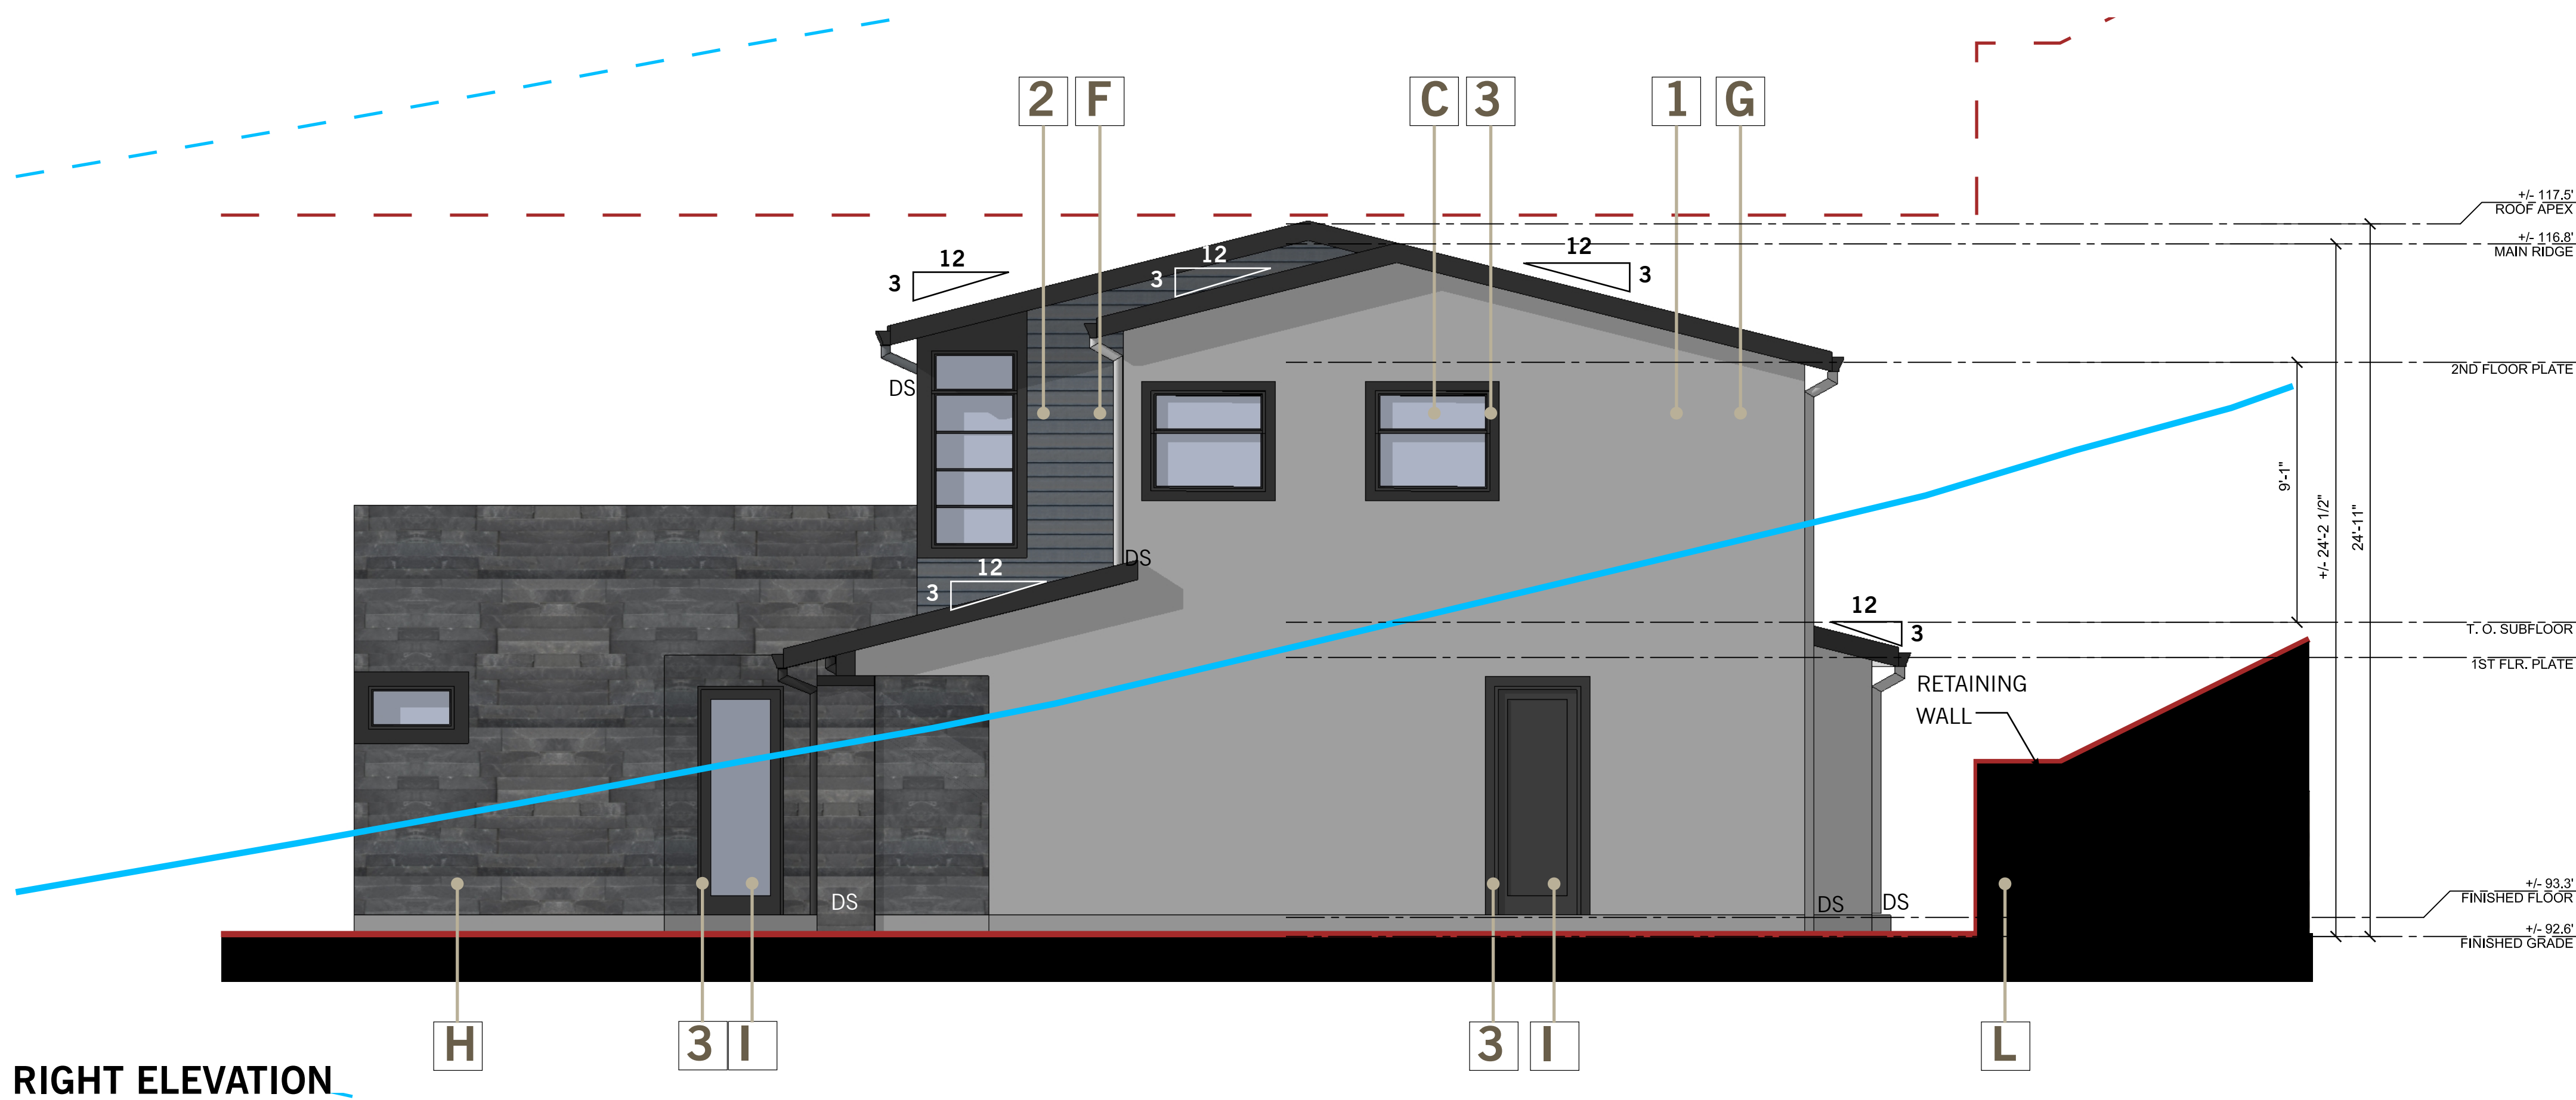 2 F C 3 1 G
+/- 117.5'
ROOF APEX
+/- 116.8'
MAIN RIDGE
12
3
12
3
12
3
2ND FLOOR PLATE
DS
9'-1"
+/- 24'-2 1/2"
24'-11"
DS
12
3
12
3
T. O. SUBFLOOR
1ST FLR. PLATE
RETAINING
WALL
+/- 93.3'
FINISHED FLOOR
DS
DS
DS
+/- 92.6'
FINISHED GRADE
H 3 I 3 I L
RIGHT ELEVATION